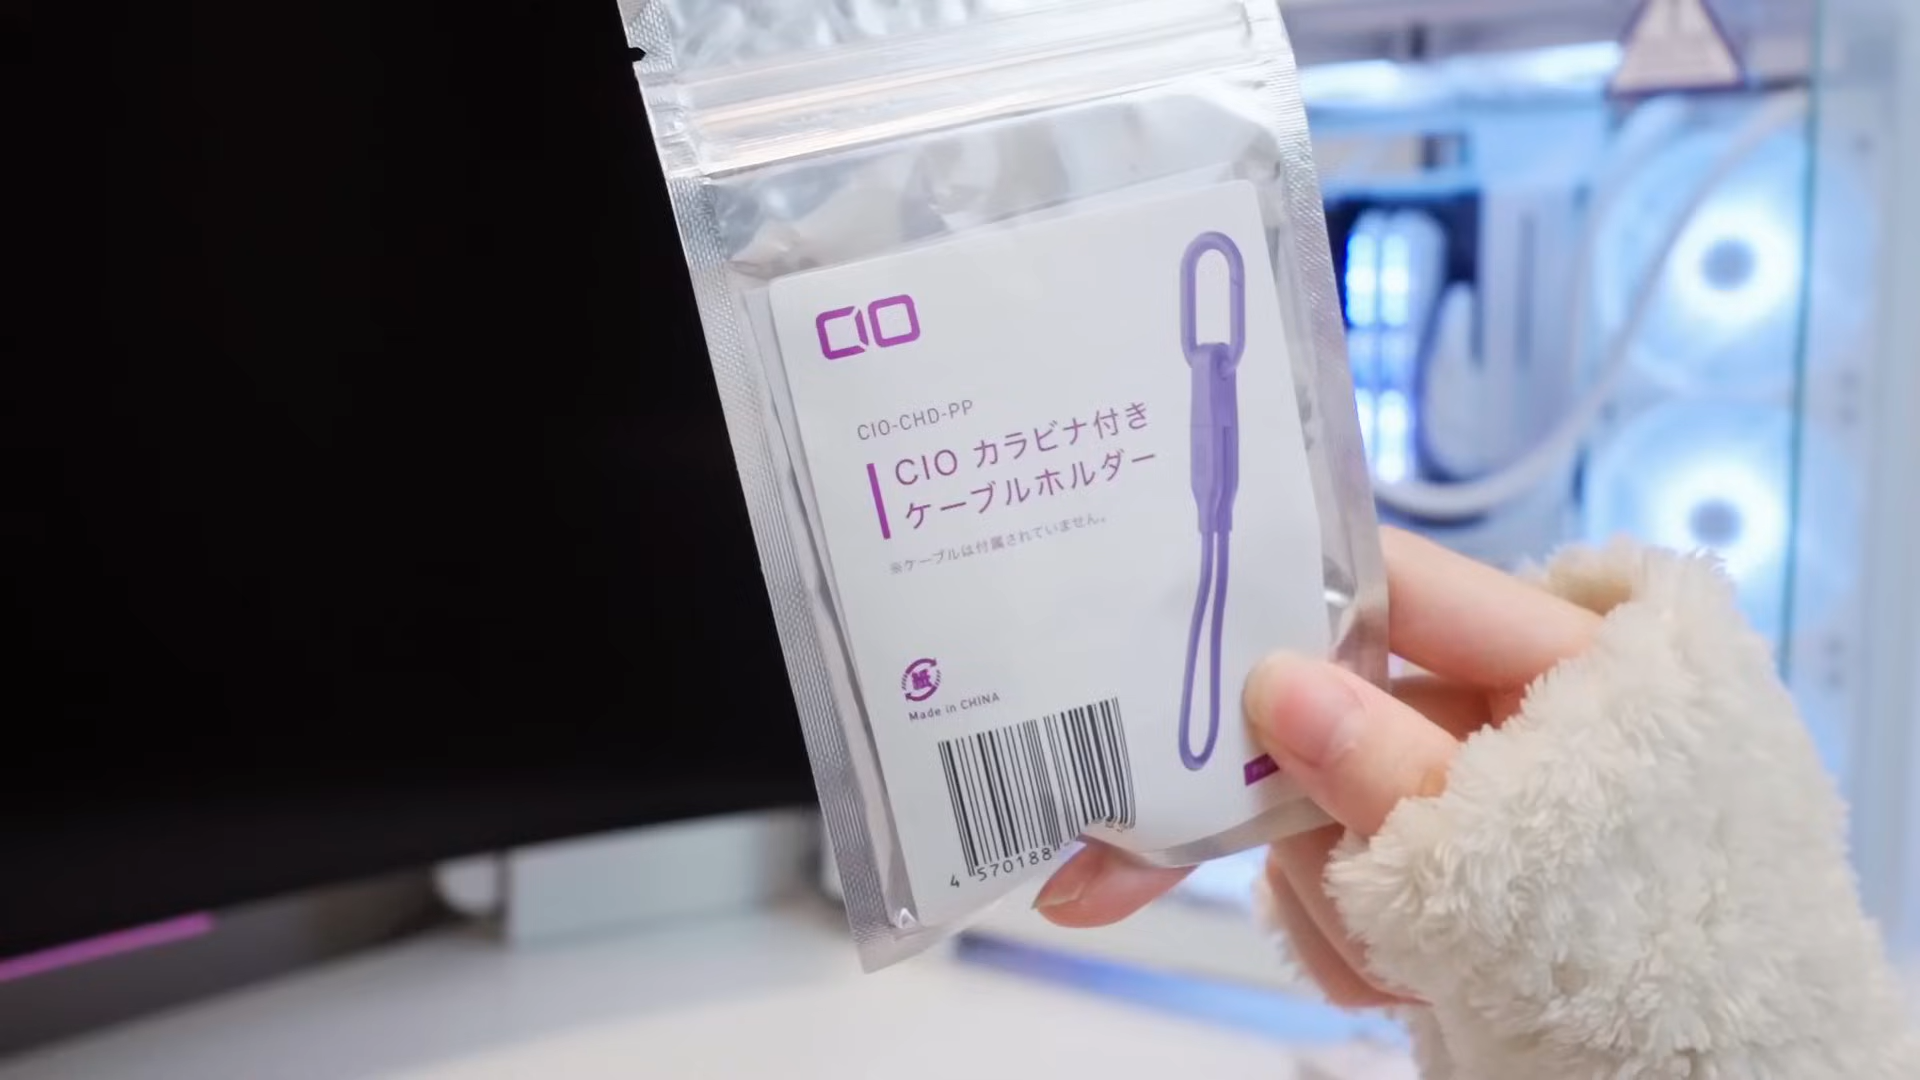 CIO
CIO-CHD-PP
CIO カラビナ付き
ケーブルホルダー
※ケーブルは付属されていません。
紙
Made in CHINA
4 570188